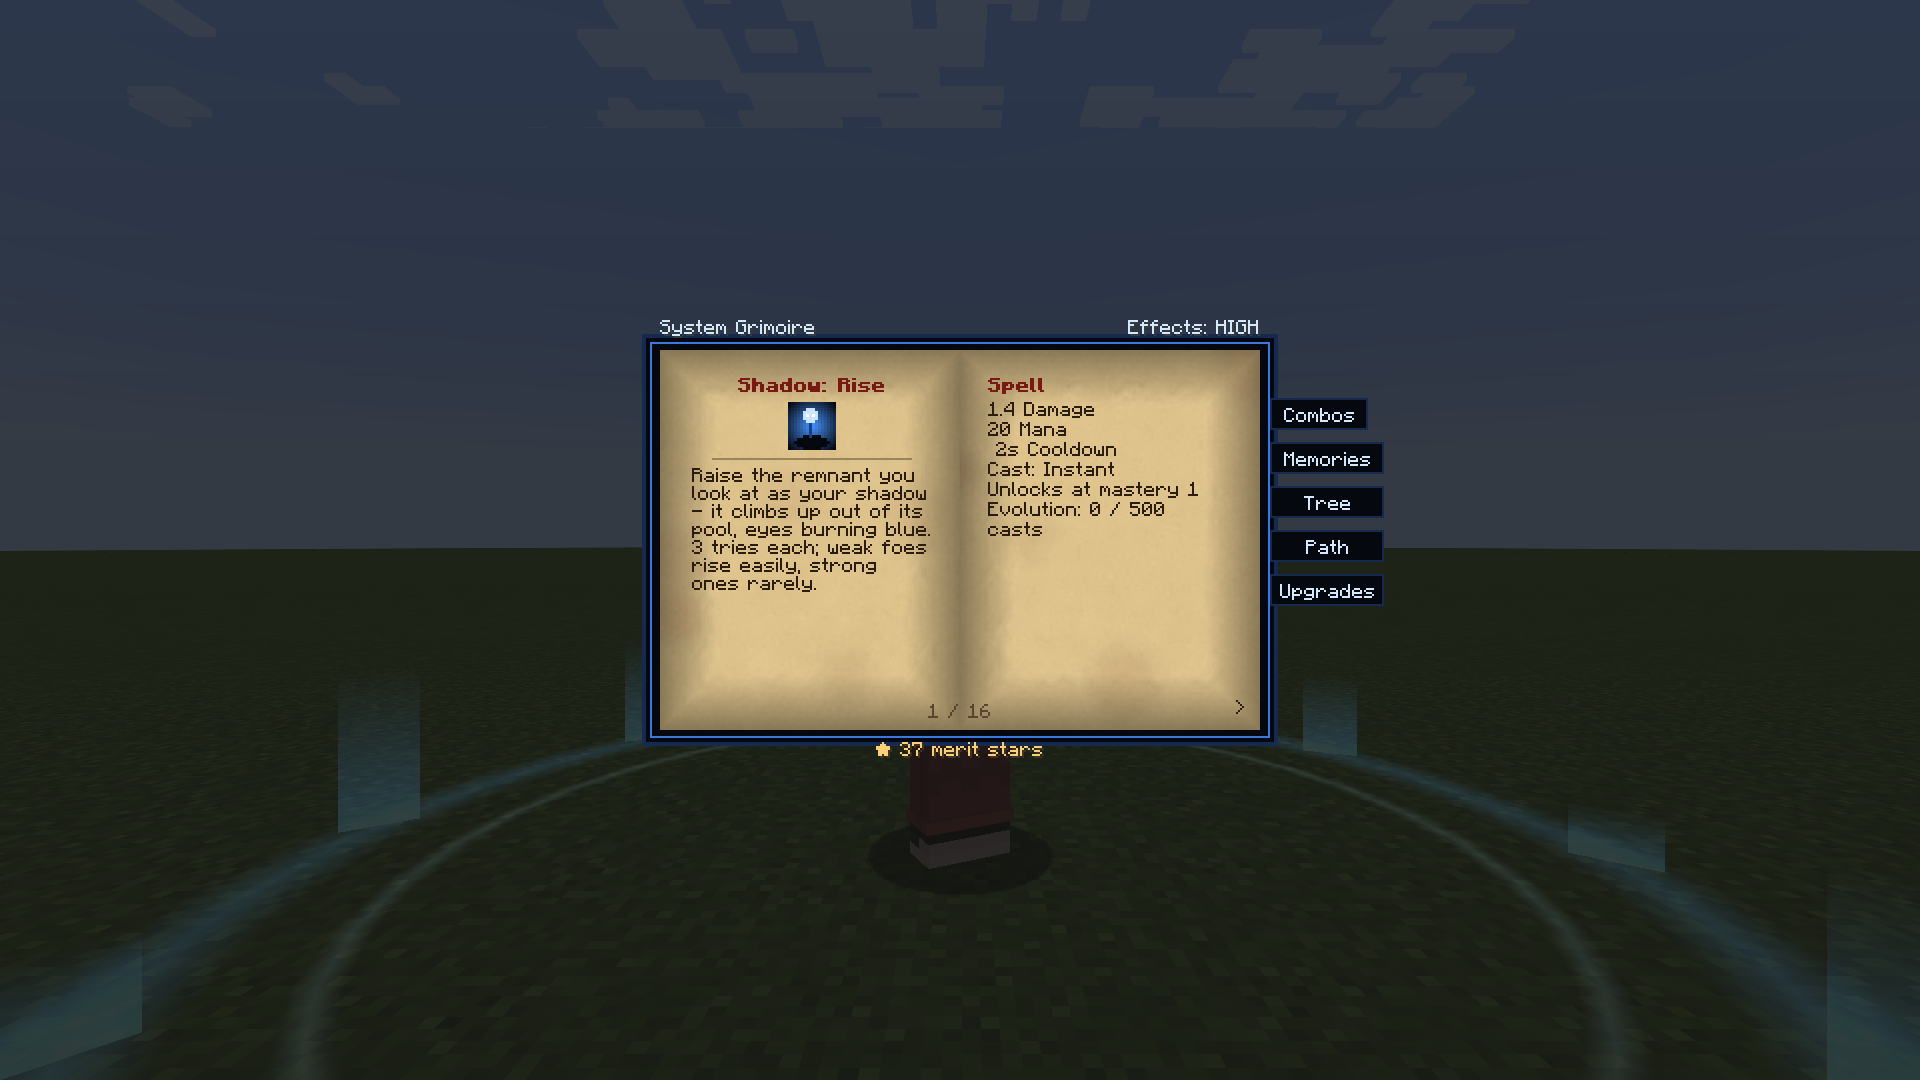 System Grimoire
Effects: HIGH
Shadow: Rise
Raise the remnant you
look at as your shadow
- it climbs up out of its
pool, eyes burning blue.
3 tries each; weak foes
rise easily, strong
ones rarely.
Spell
1.4 Damage
20 Mana
2s Cooldown
Cast: Instant
Unlocks at mastery 1
Evolution: 0 / 500
casts
1 / 16
>
Combos
Memories
Tree
Path
Upgrades
37 merit stars